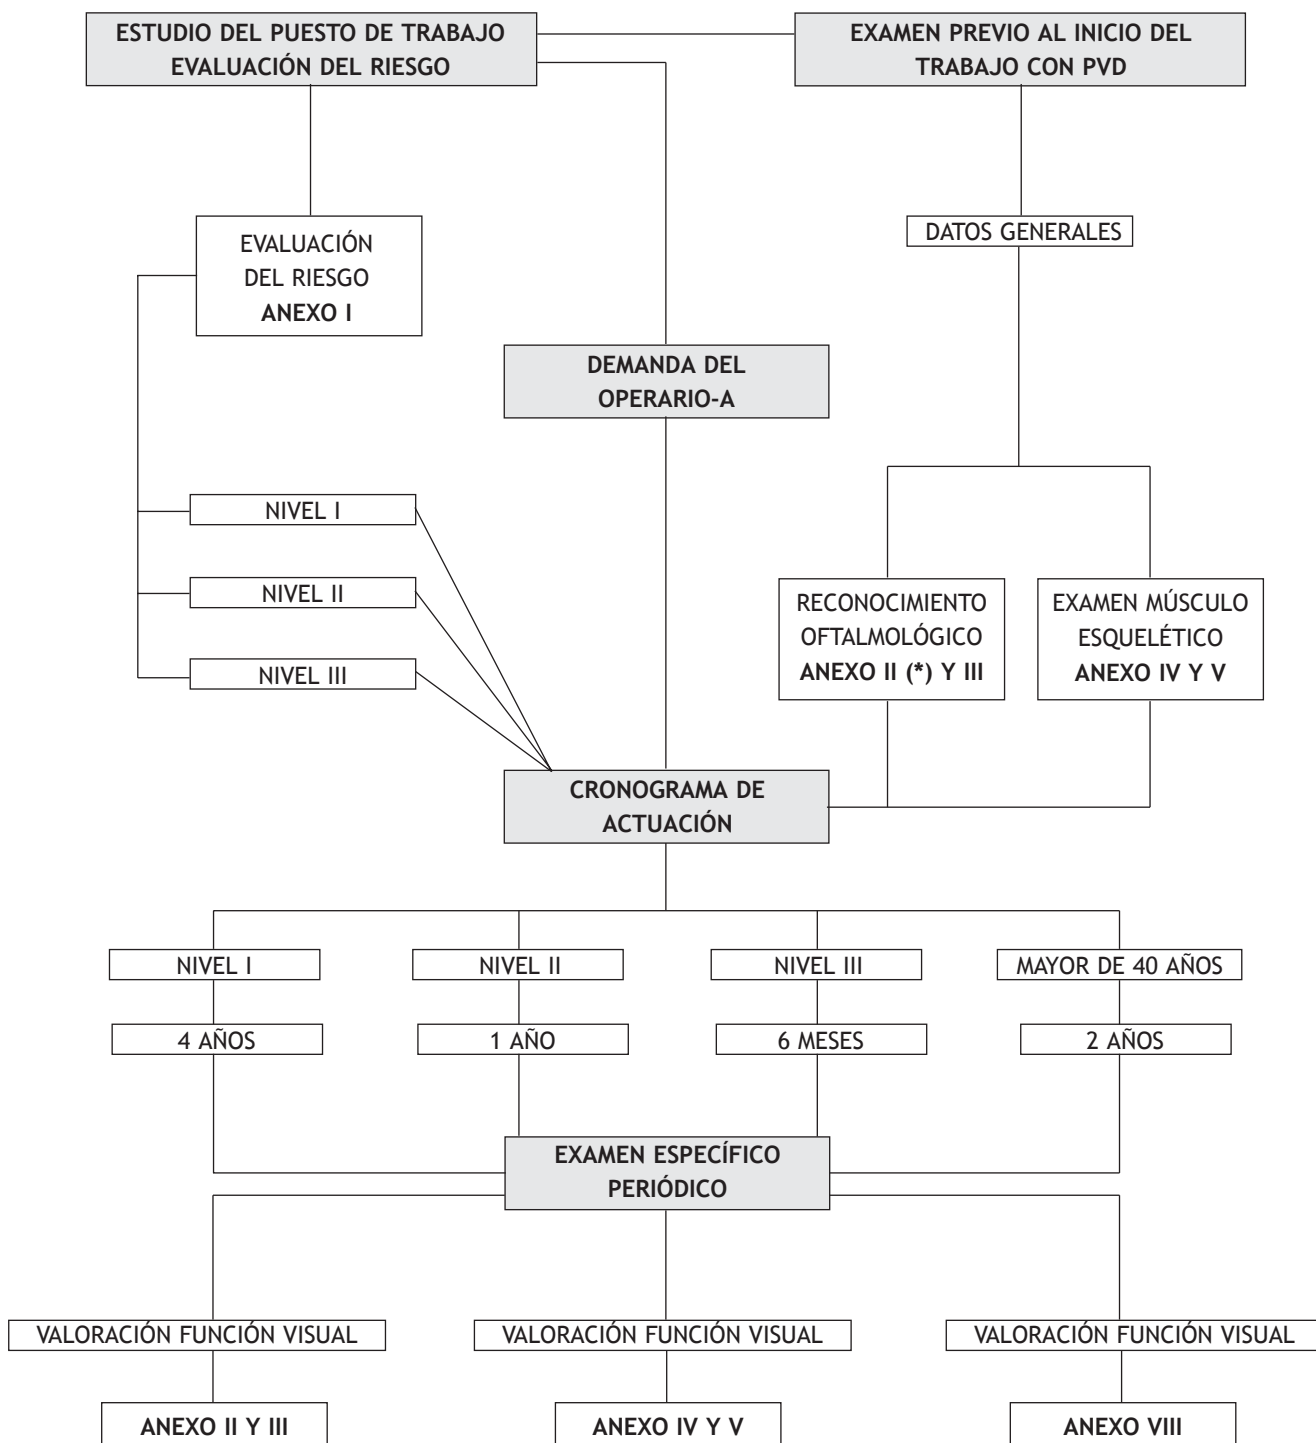 ESTUDIO DEL PUESTO DE TRABAJO
EVALUACIÓN DEL RIESGO
EXAMEN PREVIO AL INICIO DEL
TRABAJO CON PVD
EVALUACIÓN
DEL RIESGO
ANEXO I
DATOS GENERALES
DEMANDA DEL
OPERARIO-A
NIVEL I
NIVEL II
NIVEL III
RECONOCIMIENTO
OFTALMOLÓGICO
ANEXO II (*) Y III
EXAMEN MÚSCULO
ESQUELÉTICO
ANEXO IV Y V
CRONOGRAMA DE
ACTUACIÓN
NIVEL I
NIVEL II
NIVEL III
MAYOR DE 40 AÑOS
4 AÑOS
1 AÑO
6 MESES
2 AÑOS
EXAMEN ESPECÍFICO
PERIÓDICO
VALORACIÓN FUNCIÓN VISUAL
VALORACIÓN FUNCIÓN VISUAL
VALORACIÓN FUNCIÓN VISUAL
ANEXO II Y III
ANEXO IV Y V
ANEXO VIII